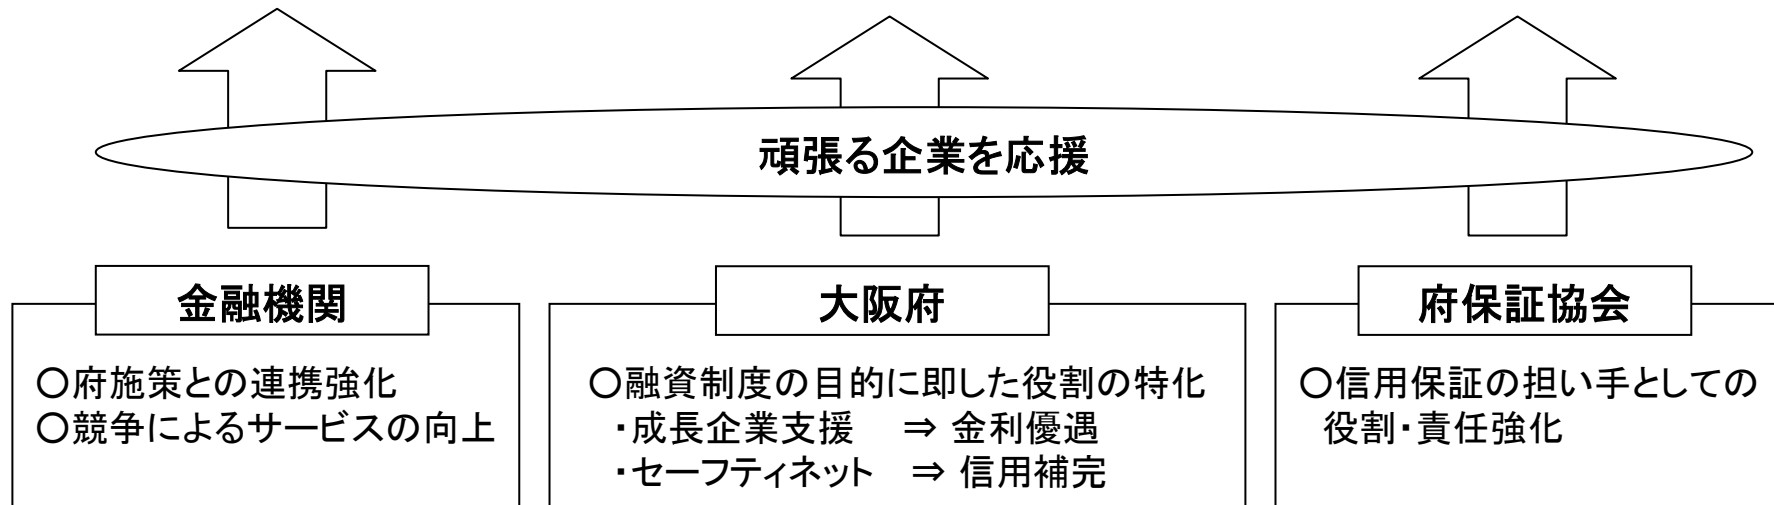 頑張る企業を応援
金融機関
○府施策との連携強化
○競争によるサービスの向上
大阪府
○融資制度の目的に即した役割の特化
・成長企業支援　⇒ 金利優遇
・セーフティネット　⇒ 信用補完
府保証協会
○信用保証の担い手としての
役割・責任強化